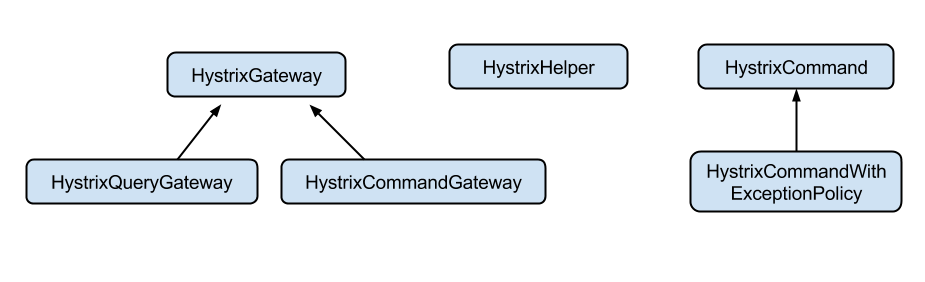 HystrixGateway
HystrixHelper
HystrixCommand
HystrixQueryGateway
HystrixCommandGateway
HystrixCommandWith
ExceptionPolicy